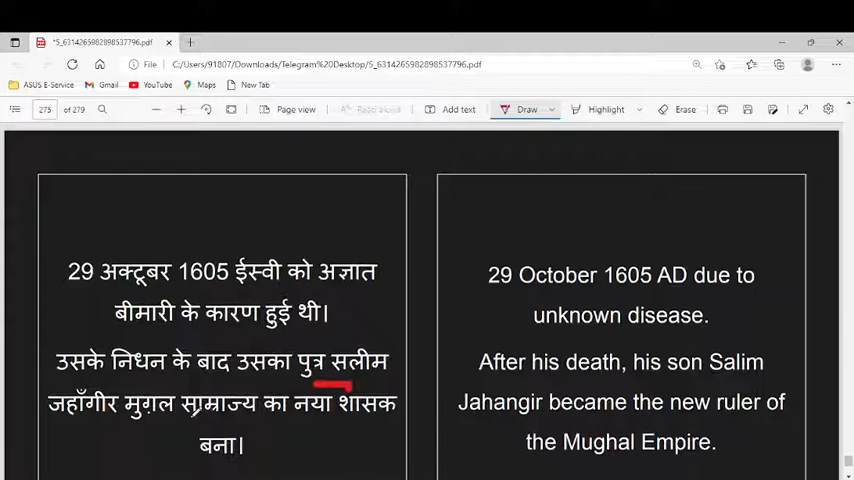 *5_6314265982898537796.pdf
File C:/Users/91807/Downloads/Telegram%20Desktop/5_6314265982898537796.pdf
ASUS E-Service Gmail YouTube Maps New Tab
275 of 279 Page view Read aloud Add text Draw Highlight Erase
29 अक्टूबर 1605 ईस्वी को अज्ञात
बीमारी के कारण हुई थी।
उसके निधन के बाद उसका पुत्र सलीम
जहाँगीर मुग़ल साम्राज्य का नया शासक
बना।
29 October 1605 AD due to
unknown disease.
After his death, his son Salim
Jahangir became the new ruler of
the Mughal Empire.